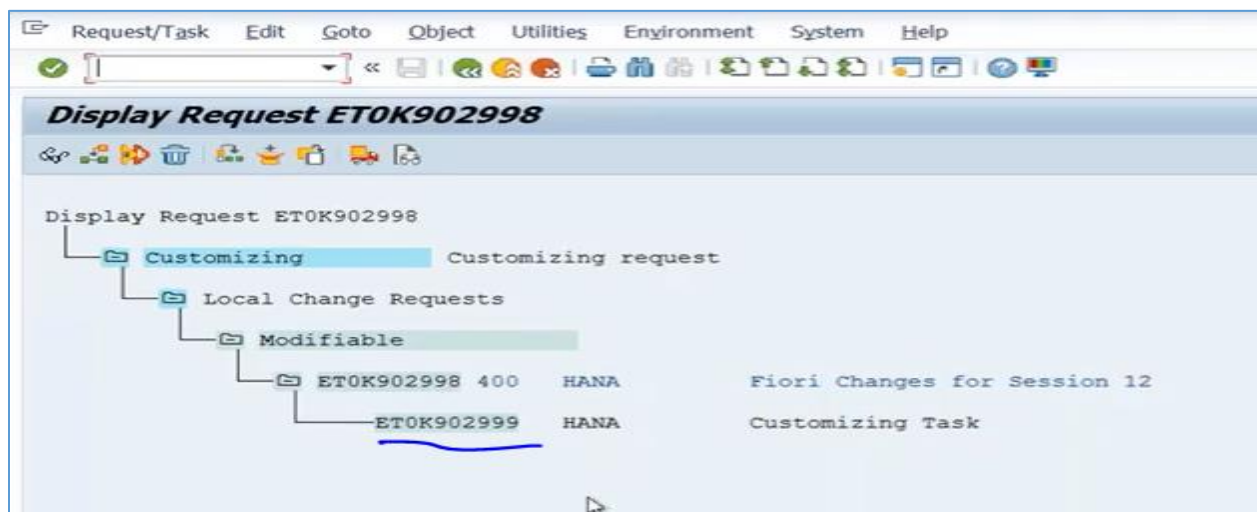 Request/Task Edit Goto Object Utilities Environment System Help
Display Request ET0K902998
Display Request ET0K902998
Customizing Customizing request
Local Change Requests
Modifiable
ET0K902998 400 HANA Fiori Changes for Session 12
ET0K902999 HANA Customizing Task